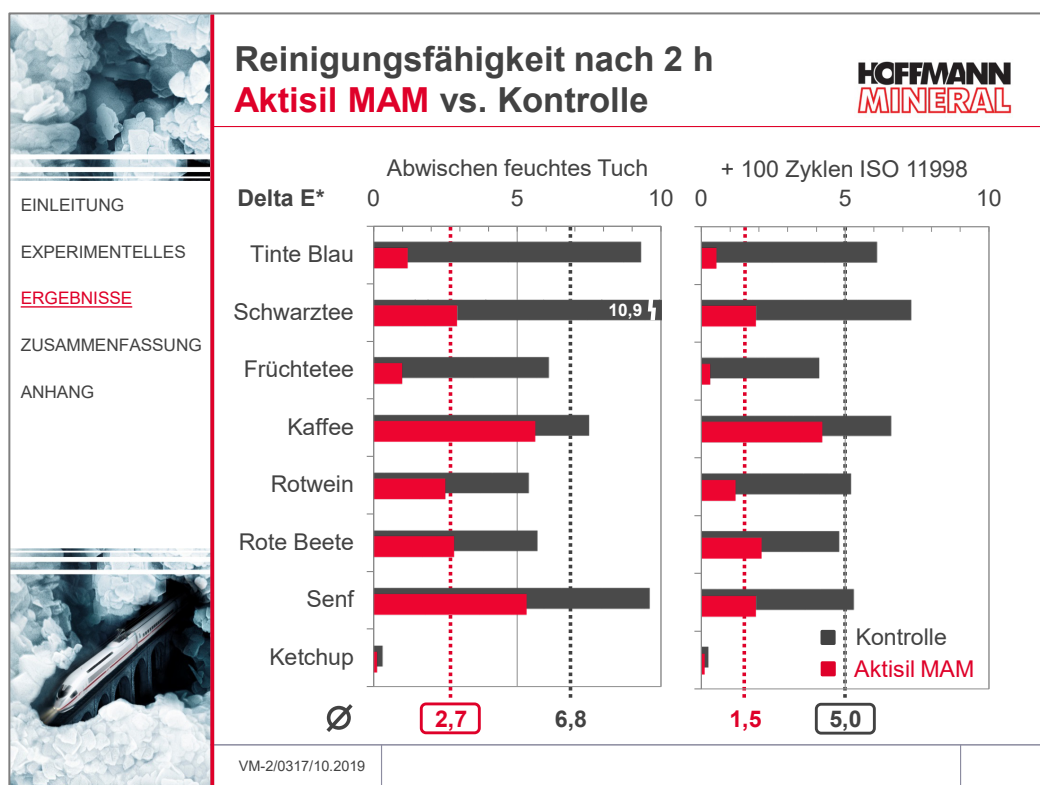 Reinigungsfähigkeit nach 2 h
Aktisil MAM vs. Kontrolle
HOFFMANN
MINERAL
EINLEITUNG
EXPERIMENTELLES
ERGEBNISSE
ZUSAMMENFASSUNG
ANHANG
Abwischen feuchtes Tuch
+ 100 Zyklen ISO 11998
Delta E* 0 5 10 0 5 10
Tinte Blau
Schwarztee 10,9
Früchtetee
Kaffee
Rotwein
Rote Beete
Senf
Ketchup
Kontrolle
Aktisil MAM
Ø 2,7 6,8 1,5 5,0
VM-2/0317/10.2019